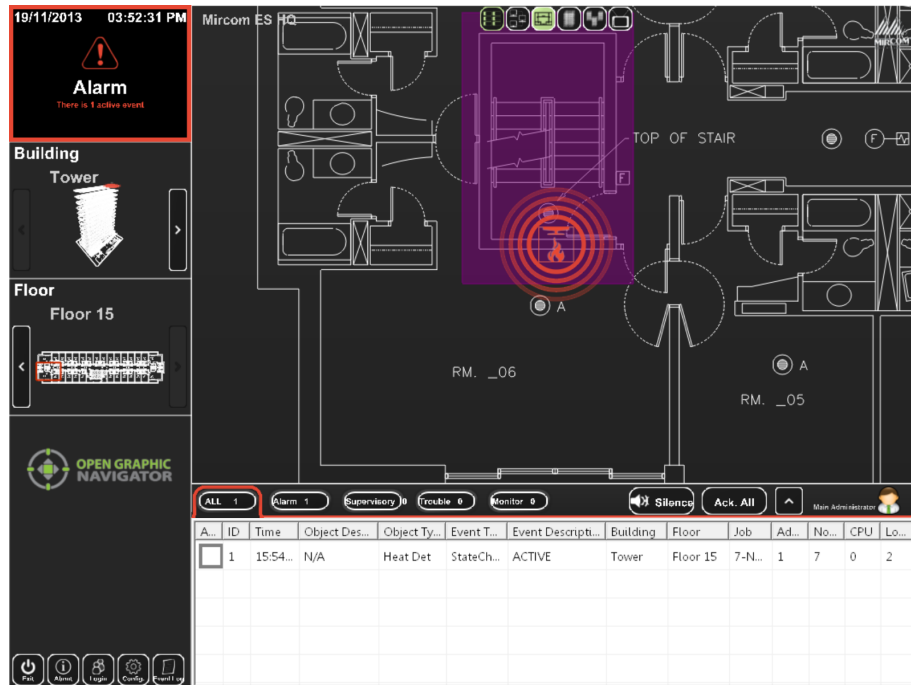 19/11/2013 03:52:31 PM
Alarm
There is 1 active event
Building
Tower
Floor
Floor 15
OPEN GRAPHIC
NAVIGATOR
Exit About Login Config. Event Log
Mircom ES HQ
MIRCOM
TOP OF STAIR
F
F
A
RM. _06
A
RM. _05
ALL 1 Alarm 1 Supervisory 0 Trouble 0 Monitor 0 Silence Ack. All Main Administrator
A... ID Time Object Des... Object Ty... Event T... Event Descripti... Building Floor Job Ad... No... CPU Lo...
1 15:54... N/A Heat Det StateCh... ACTIVE Tower Floor 15 7-N... 1 7 0 2